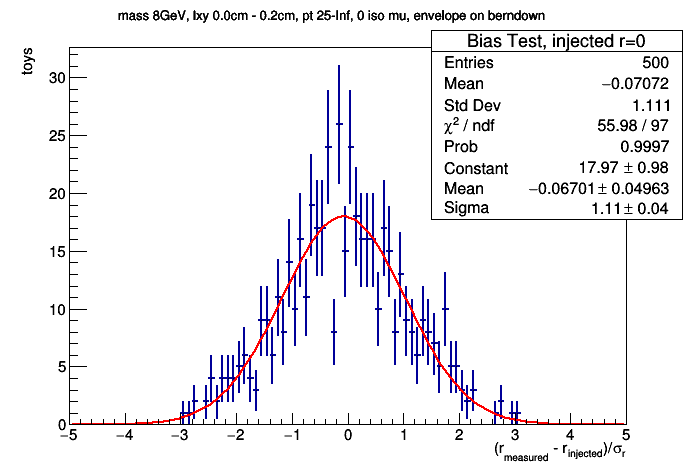 mass 8GeV, lxy 0.0cm - 0.2cm, pt 25-Inf, 0 iso mu, envelope on berndown
Bias Test, injected r=0
Entries 500
Mean −0.07072
Std Dev 1.111
χ² / ndf 55.98 / 97
Prob 0.9997
Constant 17.97 ± 0.98
Mean −0.06701 ± 0.04963
Sigma 1.11 ± 0.04
toys
30
25
20
15
10
5
0
−5 −4 −3 −2 −1 0 1 2 3 4 5
(r_measured - r_injected)/σ_r